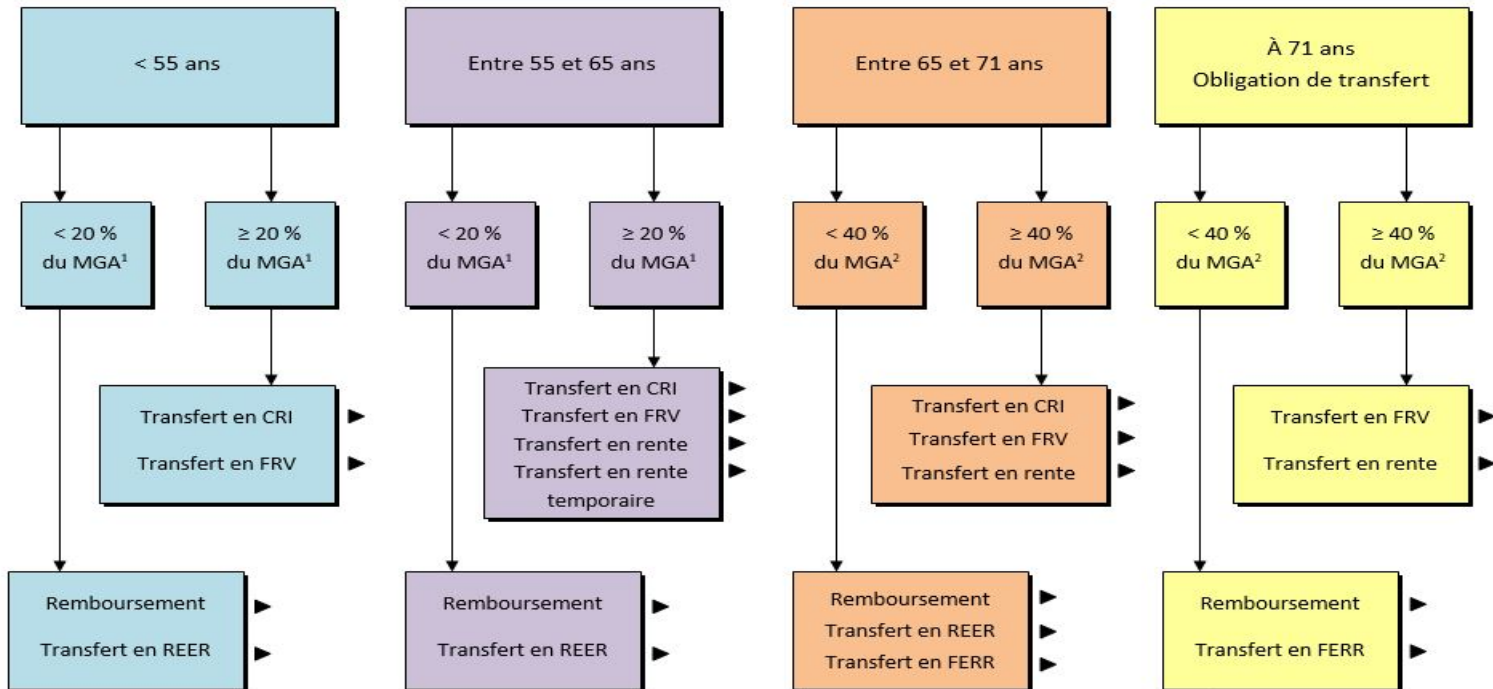 < 55 ans
Entre 55 et 65 ans
Entre 65 et 71 ans
À 71 ans
Obligation de transfert
< 20 %
du MGA¹
≥ 20 %
du MGA¹
< 20 %
du MGA¹
≥ 20 %
du MGA¹
< 40 %
du MGA²
≥ 40 %
du MGA²
< 40 %
du MGA²
≥ 40 %
du MGA²
Transfert en CRI
Transfert en FRV
Transfert en CRI
Transfert en FRV
Transfert en rente
Transfert en rente
temporaire
Transfert en CRI
Transfert en FRV
Transfert en rente
Transfert en FRV
Transfert en rente
Remboursement
Transfert en REER
Remboursement
Transfert en REER
Remboursement
Transfert en REER
Transfert en FERR
Remboursement
Transfert en FERR